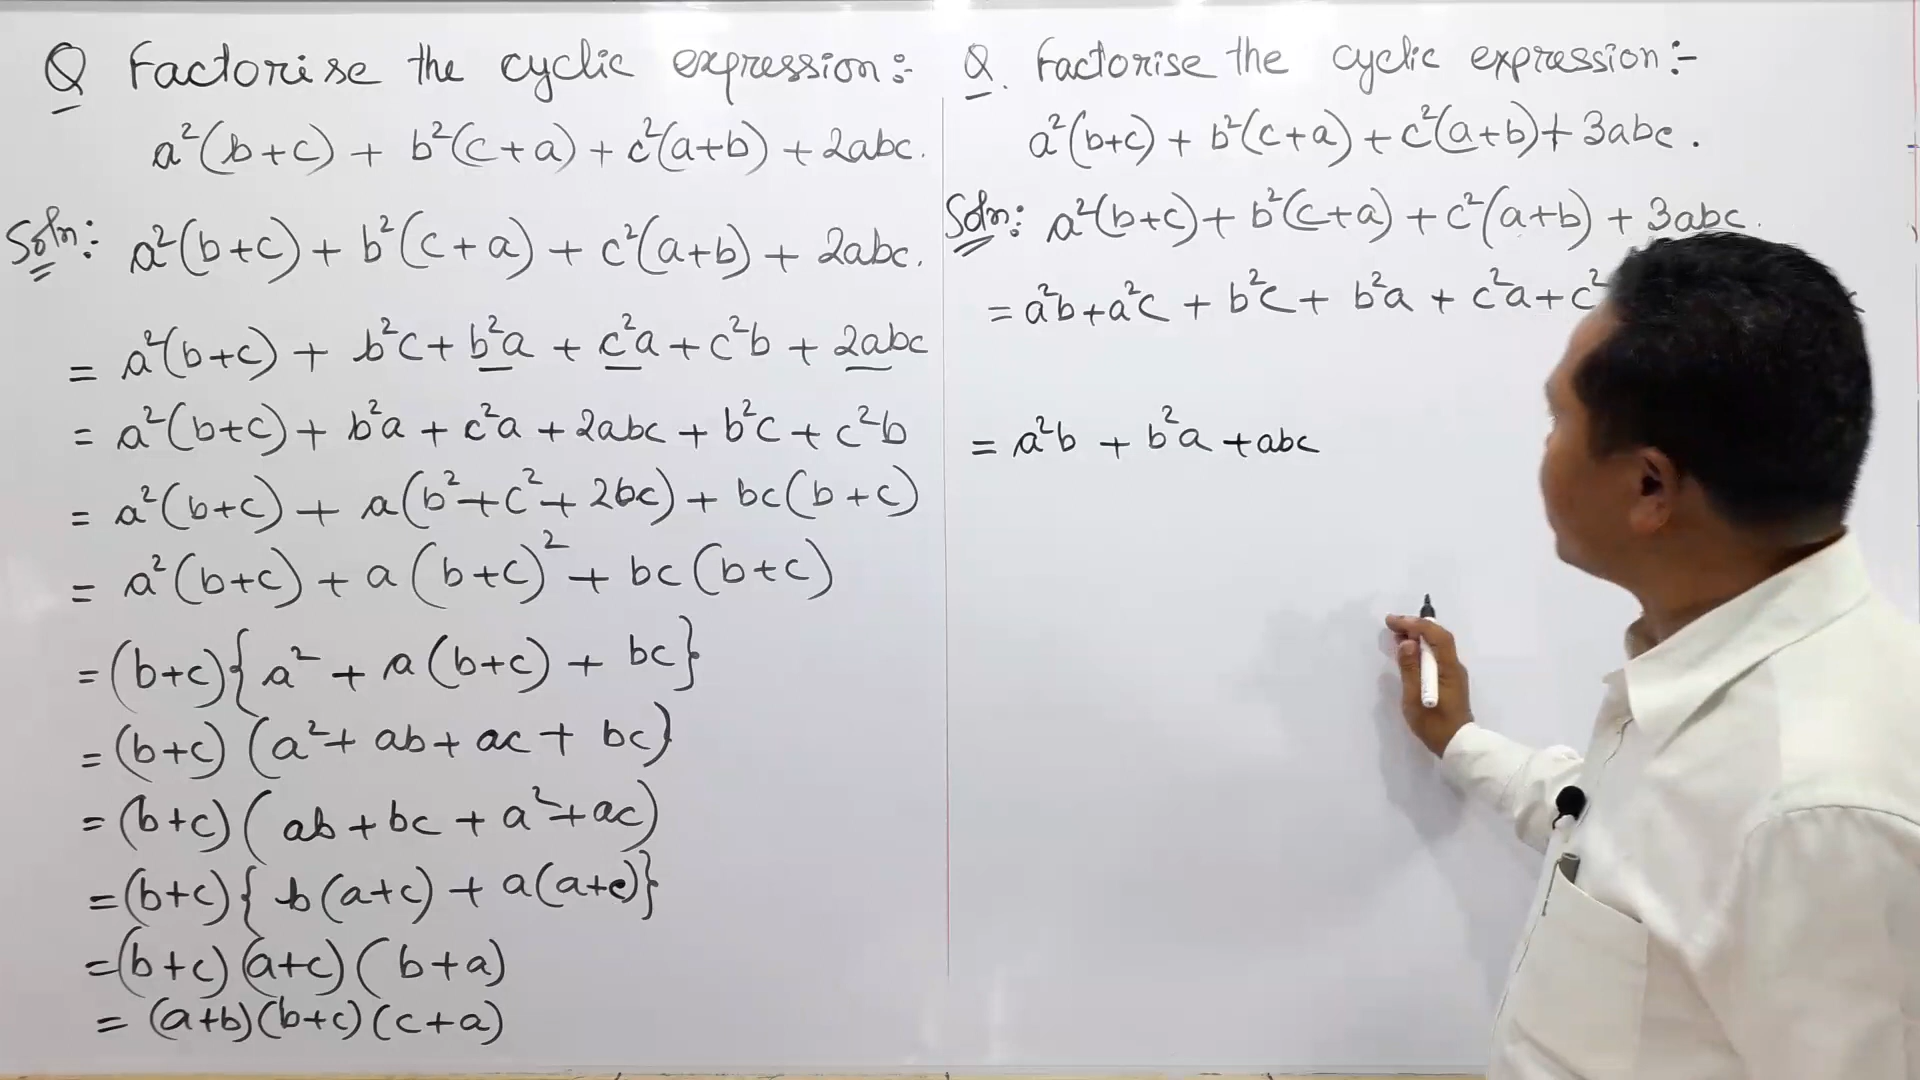 Q Factorise the cyclic expression:-
a²(b+c) + b²(c+a) + c²(a+b) + 2abc.
Soln: a²(b+c) + b²(c+a) + c²(a+b) + 2abc.
= a²(b+c) + b²c + b²a + c²a + c²b + 2abc
= a²(b+c) + b²a + c²a + 2abc + b²c + c²b
= a²(b+c) + a(b²+c²+2bc) + bc(b+c)
= a²(b+c) + a(b+c)² + bc(b+c)
= (b+c){a² + a(b+c) + bc}
= (b+c)(a²+ab+ac+bc}
= (b+c)(ab+bc+a²+ac)
= (b+c){b(a+c) + a(a+c)}
= (b+c)(a+c)(b+a)
= (a+b)(b+c)(c+a)
Q. Factorise the cyclic expression:-
a²(b+c) + b²(c+a) + c²(a+b) + 3abc.
Soln: a²(b+c) + b²(c+a) + c²(a+b) + 3abc.
= a²b + a²c + b²c + b²a + c²a + c²
= a²b + b²a + abc